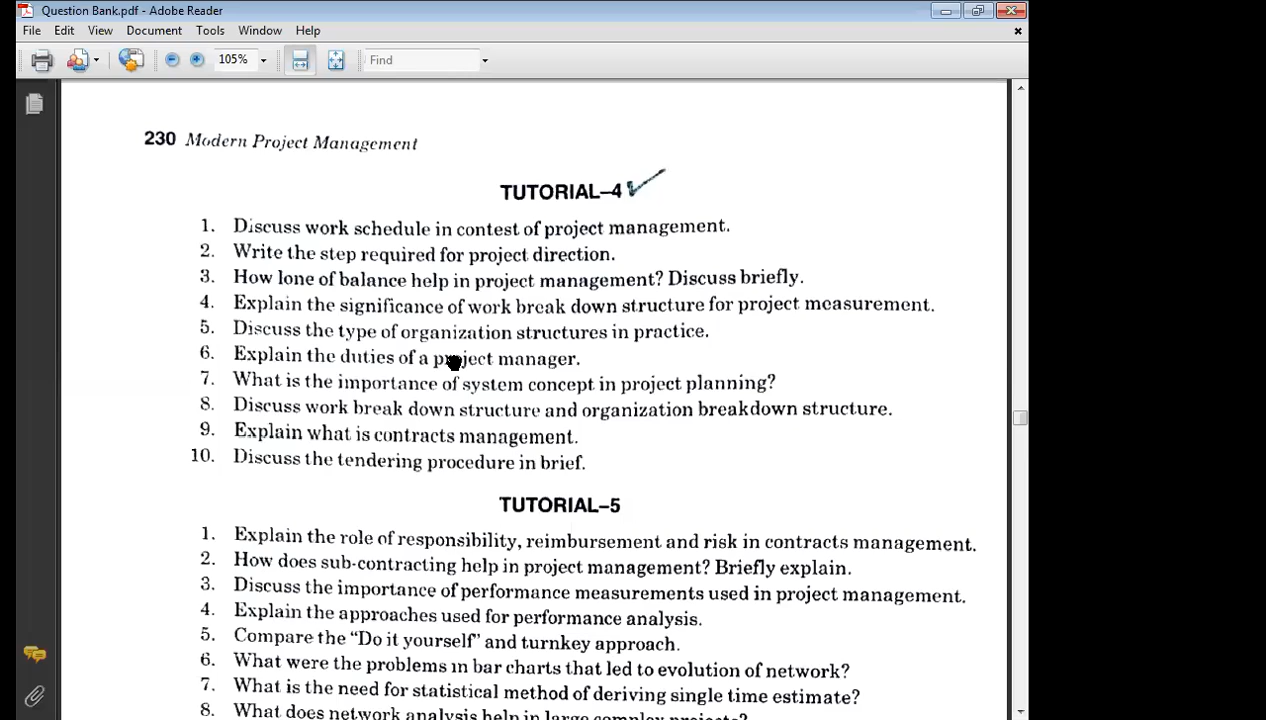 Question Bank.pdf - Adobe Reader
File Edit View Document Tools Window Help
105% Find
230 Modern Project Management
TUTORIAL–4
1. Discuss work schedule in contest of project management.
2. Write the step required for project direction.
3. How lone of balance help in project management? Discuss briefly.
4. Explain the significance of work break down structure for project measurement.
5. Discuss the type of organization structures in practice.
6. Explain the duties of a project manager.
7. What is the importance of system concept in project planning?
8. Discuss work break down structure and organization breakdown structure.
9. Explain what is contracts management.
10. Discuss the tendering procedure in brief.
TUTORIAL–5
1. Explain the role of responsibility, reimbursement and risk in contracts management.
2. How does sub-contracting help in project management? Briefly explain.
3. Discuss the importance of performance measurements used in project management.
4. Explain the approaches used for performance analysis.
5. Compare the “Do it yourself” and turnkey approach.
6. What were the problems in bar charts that led to evolution of network?
7. What is the need for statistical method of deriving single time estimate?
8. What does network analysis help in large complex projects?